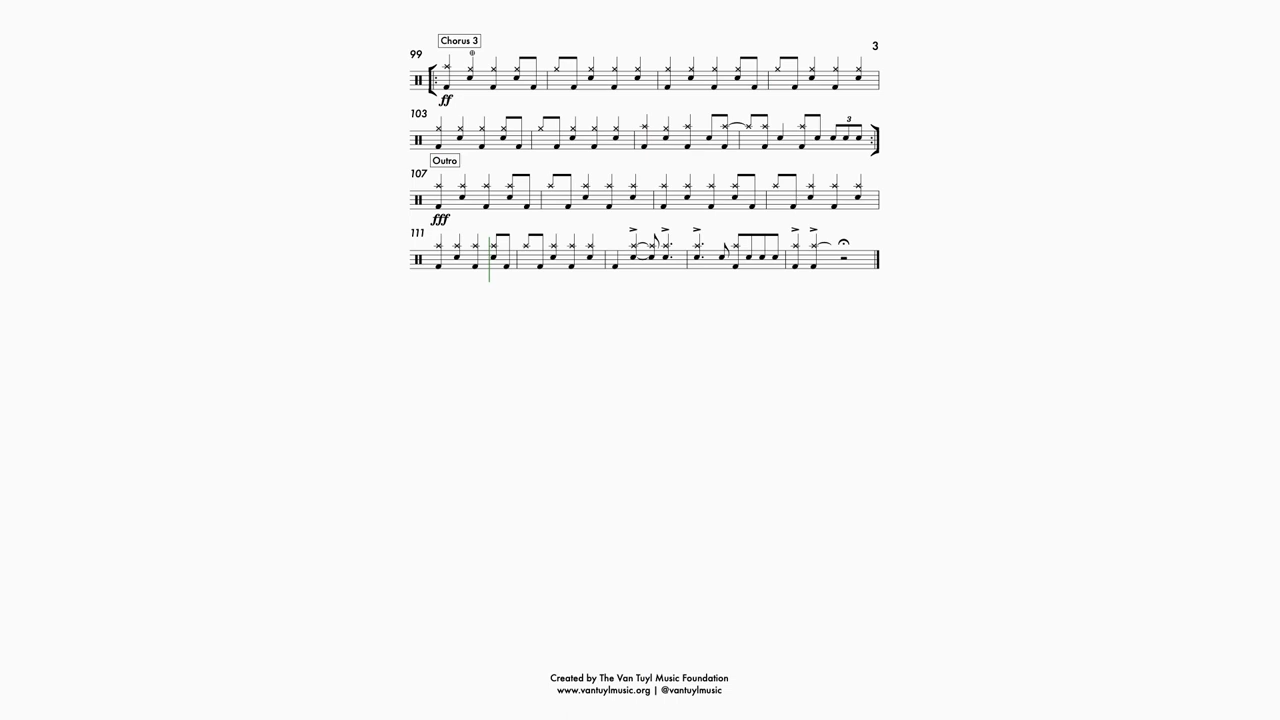 Chorus 3
3
99
ff
103
3
Outro
107
fff
111
Created by The Van Tuyl Music Foundation
www.vantuylmusic.org | @vantuylmusic